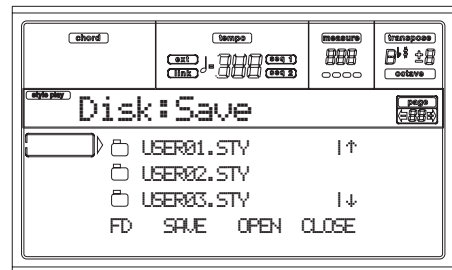 chord
tempo
measure
transpose
ext
seq 1
link
seq 2
octave
style play
Disk:Save
page
USER01.STY
USER02.STY
USER03.STY
FD SAVE OPEN CLOSE